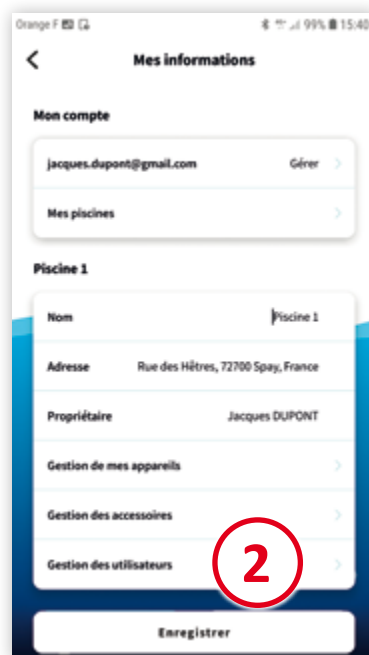 Orange F 99% 15:40
Mes informations
Mon compte
jacques.dupont@gmail.com Gérer
Mes piscines
Piscine 1
Nom Piscine 1
Adresse Rue des Hêtres, 72700 Spay, France
Propriétaire Jacques DUPONT
Gestion de mes appareils
Gestion des accessoires
Gestion des utilisateurs 2
Enregistrer